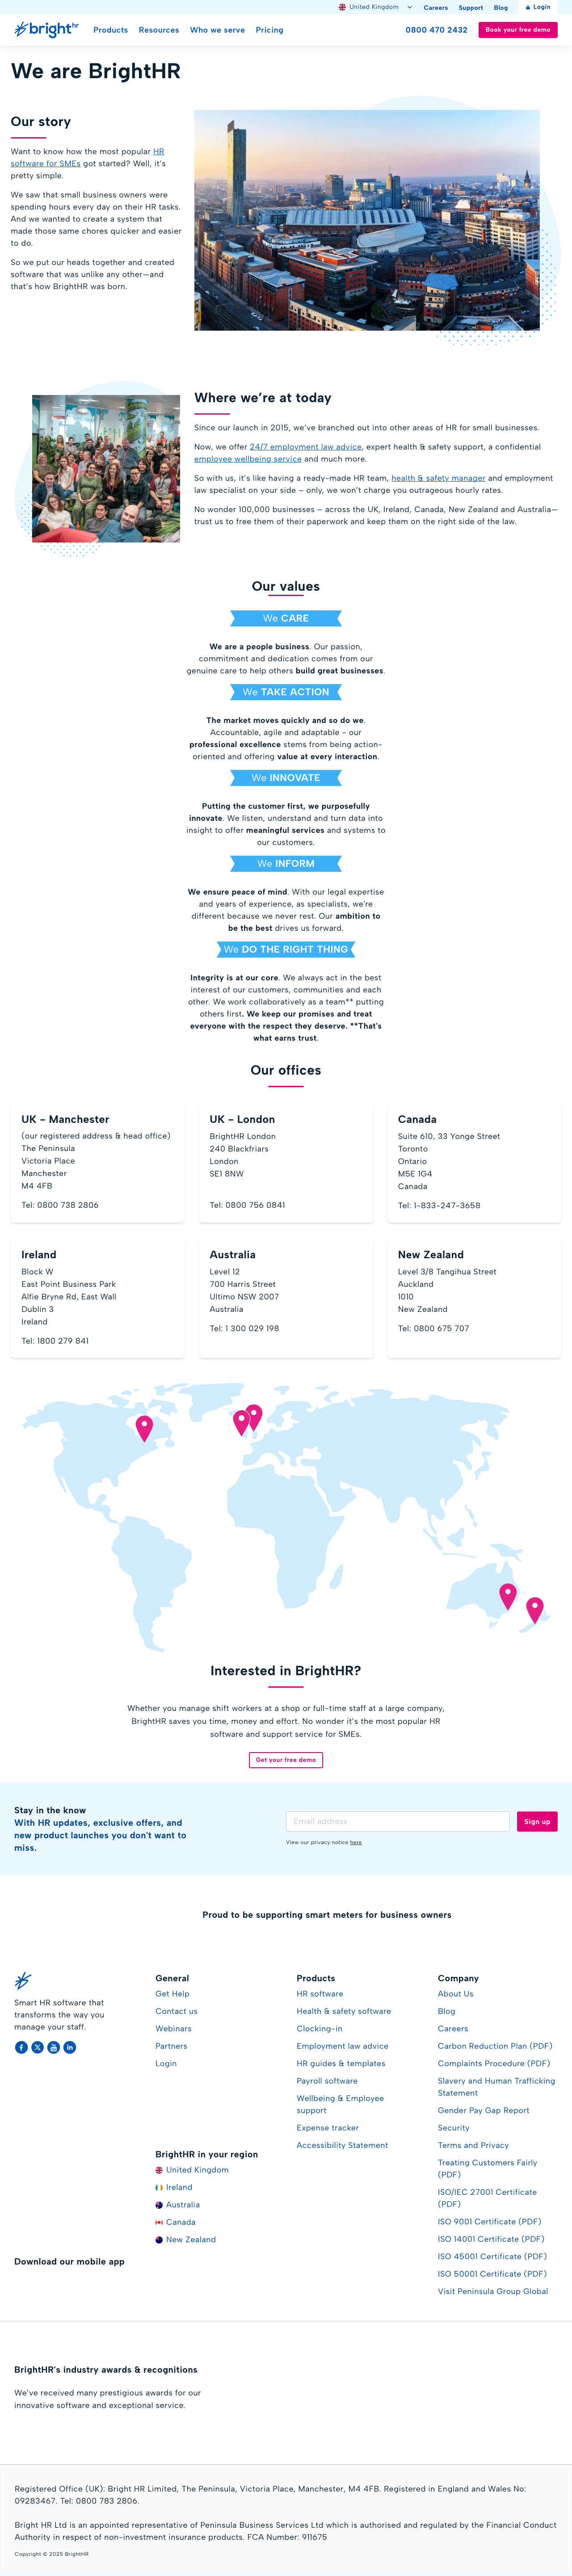 United Kingdom
Careers
Support
Blog
Login
bright hr
Products
Resources
Who we serve
Pricing
0800 470 2432
Book your free demo
We are BrightHR
Our story
Want to know how the most popular HR
software for SMEs got started? Well, it's
pretty simple.
We saw that small business owners were
spending hours every day on their HR tasks.
And we wanted to create a system that
made those same chores quicker and easier
to do.
So we put our heads together and created
software that was unlike any other—and
that's how BrightHR was born.
Where we're at today
Since our launch in 2015, we've branched out into other areas of HR for small businesses.
Now, we offer 24/7 employment law advice, expert health & safety support, a confidential
employee wellbeing service and much more.
So with us, it's like having a ready-made HR team, health & safety manager and employment
law specialist on your side – only, we won't charge you outrageous hourly rates.
No wonder 100,000 businesses – across the UK, Ireland, Canada, New Zealand and Australia—
trust us to free them of their paperwork and keep them on the right side of the law.
Our values
We CARE
We are a people business. Our passion,
commitment and dedication comes from our
genuine care to help others build great businesses.
We TAKE ACTION
The market moves quickly and so do we.
Accountable, agile and adaptable - our
professional excellence stems from being action-
oriented and offering value at every interaction.
We INNOVATE
Putting the customer first, we purposefully
innovate. We listen, understand and turn data into
insight to offer meaningful services and systems to
our customers.
We INFORM
We ensure peace of mind. With our legal expertise
and years of experience, as specialists, we're
different because we never rest. Our ambition to
be the best drives us forward.
We DO THE RIGHT THING
Integrity is at our core. We always act in the best
interest of our customers, communities and each
other. We work collaboratively as a team** putting
others first. We keep our promises and treat
everyone with the respect they deserve. **That's
what earns trust.
Our offices
UK - Manchester
(our registered address & head office)
The Peninsula
Victoria Place
Manchester
M4 4FB
Tel: 0800 738 2806
UK - London
BrightHR London
240 Blackfriars
London
SE1 8NW
Tel: 0800 756 0841
Canada
Suite 610, 33 Yonge Street
Toronto
Ontario
M5E 1G4
Canada
Tel: 1-833-247-3658
Ireland
Block W
East Point Business Park
Alfie Bryne Rd, East Wall
Dublin 3
Ireland
Tel: 1800 279 841
Australia
Level 12
700 Harris Street
Ultimo NSW 2007
Australia
Tel: 1 300 029 198
New Zealand
Level 3/8 Tangihua Street
Auckland
1010
New Zealand
Tel: 0800 675 707
Interested in BrightHR?
Whether you manage shift workers at a shop or full-time staff at a large company,
BrightHR saves you time, money and effort. No wonder it's the most popular HR
software and support service for SMEs.
Get your free demo
Stay in the know
With HR updates, exclusive offers, and
new product launches you don't want to
miss.
Email address
Sign up
View our privacy notice here
Proud to be supporting smart meters for business owners
Smart HR software that
transforms the way you
manage your staff.
General
Get Help
Contact us
Webinars
Partners
Login
BrightHR in your region
United Kingdom
Ireland
Australia
Canada
New Zealand
Products
HR software
Health & safety software
Clocking-in
Employment law advice
HR guides & templates
Payroll software
Wellbeing & Employee
support
Expense tracker
Accessibility Statement
Company
About Us
Blog
Careers
Carbon Reduction Plan (PDF)
Complaints Procedure (PDF)
Slavery and Human Trafficking
Statement
Gender Pay Gap Report
Security
Terms and Privacy
Treating Customers Fairly
(PDF)
ISO/IEC 27001 Certificate
(PDF)
ISO 9001 Certificate (PDF)
ISO 14001 Certificate (PDF)
ISO 45001 Certificate (PDF)
ISO 50001 Certificate (PDF)
Visit Peninsula Group Global
Download our mobile app
BrightHR's industry awards & recognitions
We've received many prestigious awards for our
innovative software and exceptional service.
Registered Office (UK): Bright HR Limited, The Peninsula, Victoria Place, Manchester, M4 4FB. Registered in England and Wales No:
09283467. Tel: 0800 783 2806.
Bright HR Ltd is an appointed representative of Peninsula Business Services Ltd which is authorised and regulated by the Financial Conduct
Authority in respect of non-investment insurance products. FCA Number: 911675
Copyright © 2025 BrightHR